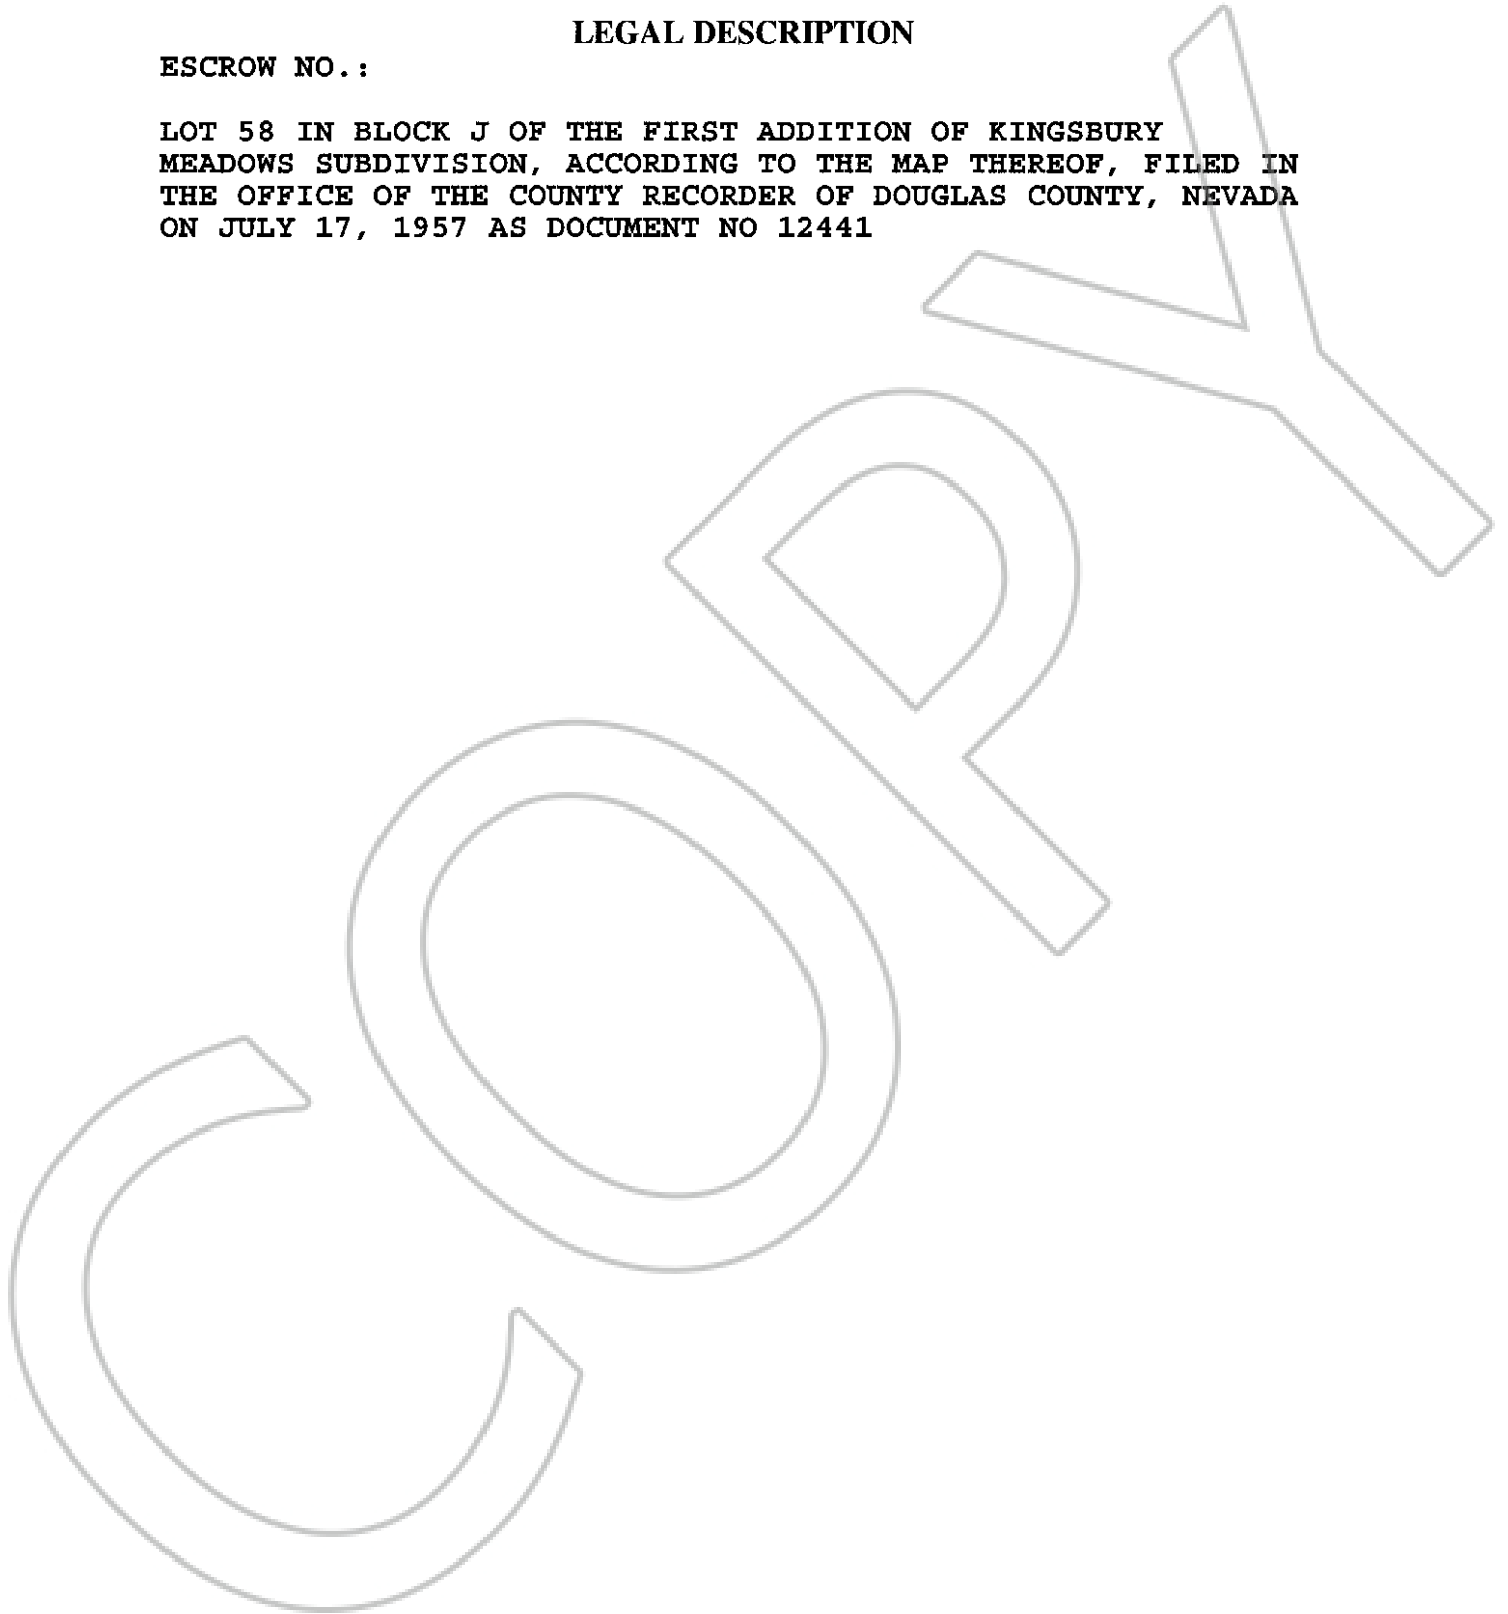 LEGAL DESCRIPTION
ESCROW NO.:
LOT 58 IN BLOCK J OF THE FIRST ADDITION OF KINGSBURY
MEADOWS SUBDIVISION, ACCORDING TO THE MAP THEREOF, FILED IN
THE OFFICE OF THE COUNTY RECORDER OF DOUGLAS COUNTY, NEVADA
ON JULY 17, 1957 AS DOCUMENT NO 12441
COPY